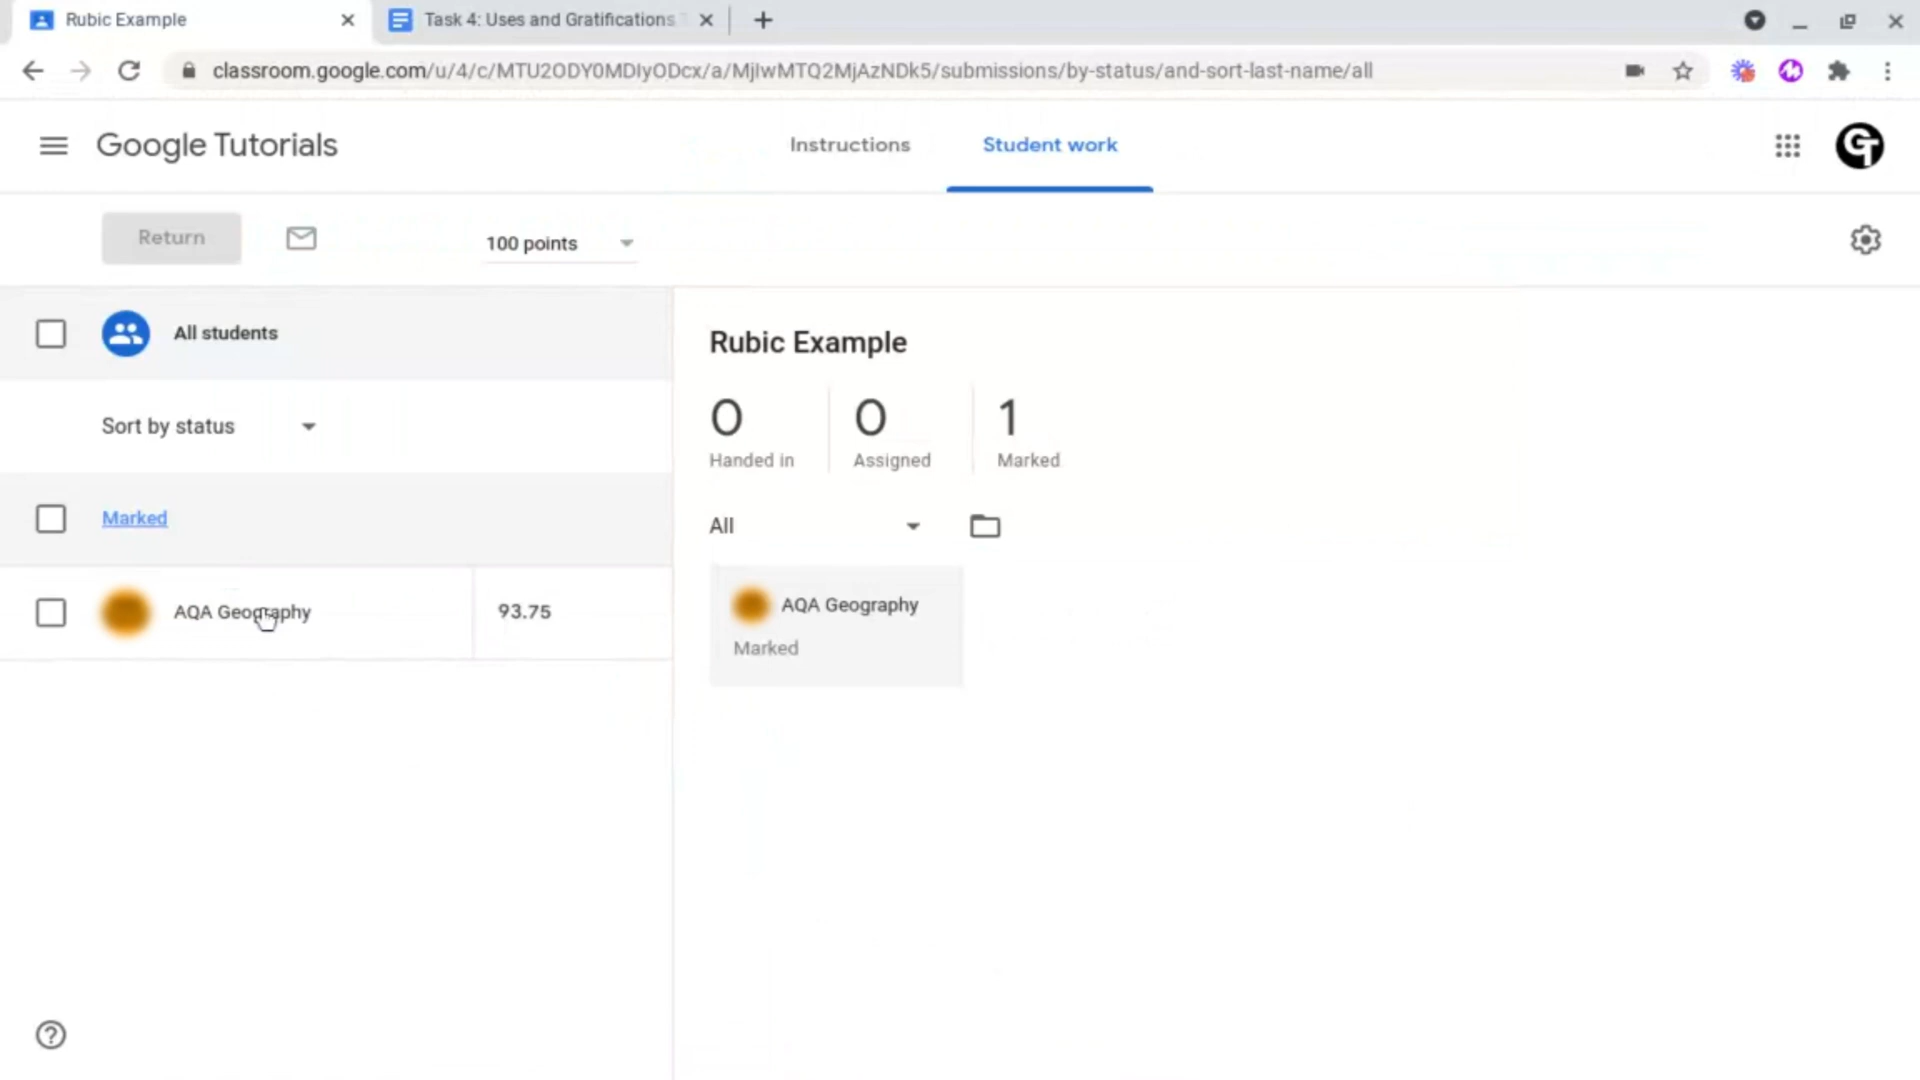 Rubic Example
Task 4: Uses and Gratifications
classroom.google.com/u/4/c/MTU2ODY0MDIyODcx/a/MjIwMTQ2MjAzNDk5/submissions/by-status/and-sort-last-name/all
Google Tutorials
Instructions
Student work
GT
Return
100 points
All students
Sort by status
Marked
AQA Geography
93.75
Rubic Example
0
0
1
Handed in
Assigned
Marked
All
AQA Geography
Marked